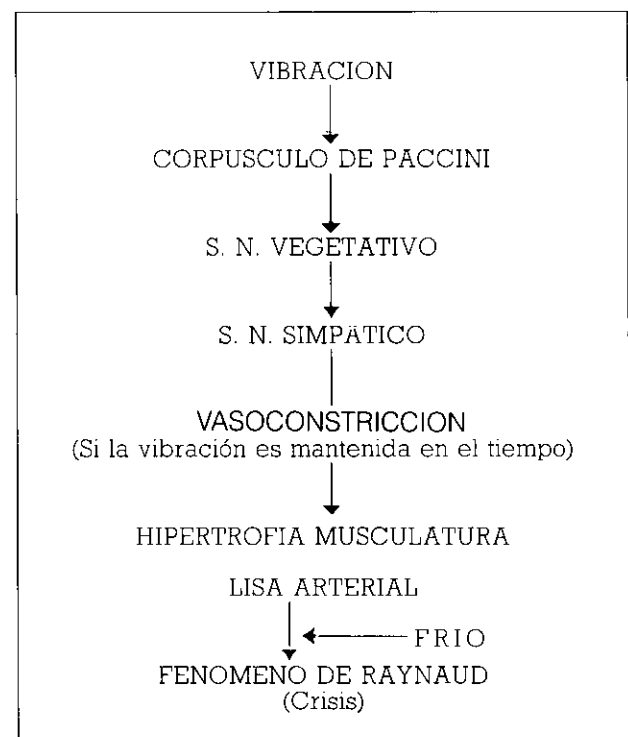 VIBRACION
CORPUSCULO DE PACCINI
S. N. VEGETATIVO
S. N. SIMPATICO
VASOCONSTRICCION
(Si la vibración es mantenida en el tiempo)
HIPERTROFIA MUSCULATURA
LISA ARTERIAL
FRIO
FENOMENO DE RAYNAUD
(Crisis)